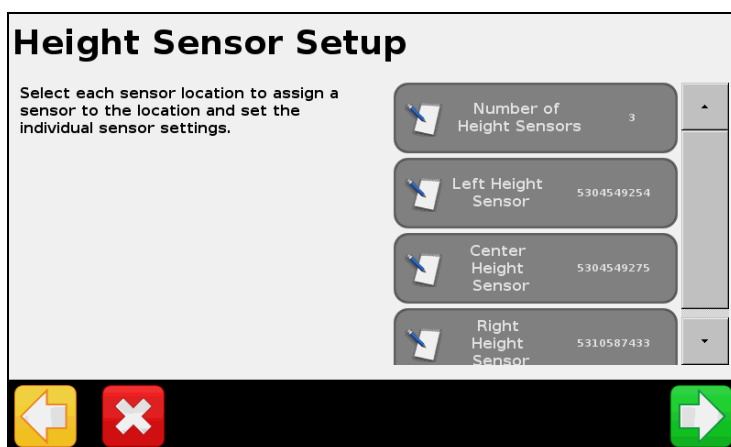 Height Sensor Setup
Select each sensor location to assign a
sensor to the location and set the
individual sensor settings.
Number of
Height Sensors
3
Left Height
Sensor
5304549254
Center
Height
Sensor
5304549275
Right
Height
Sensor
5310587433